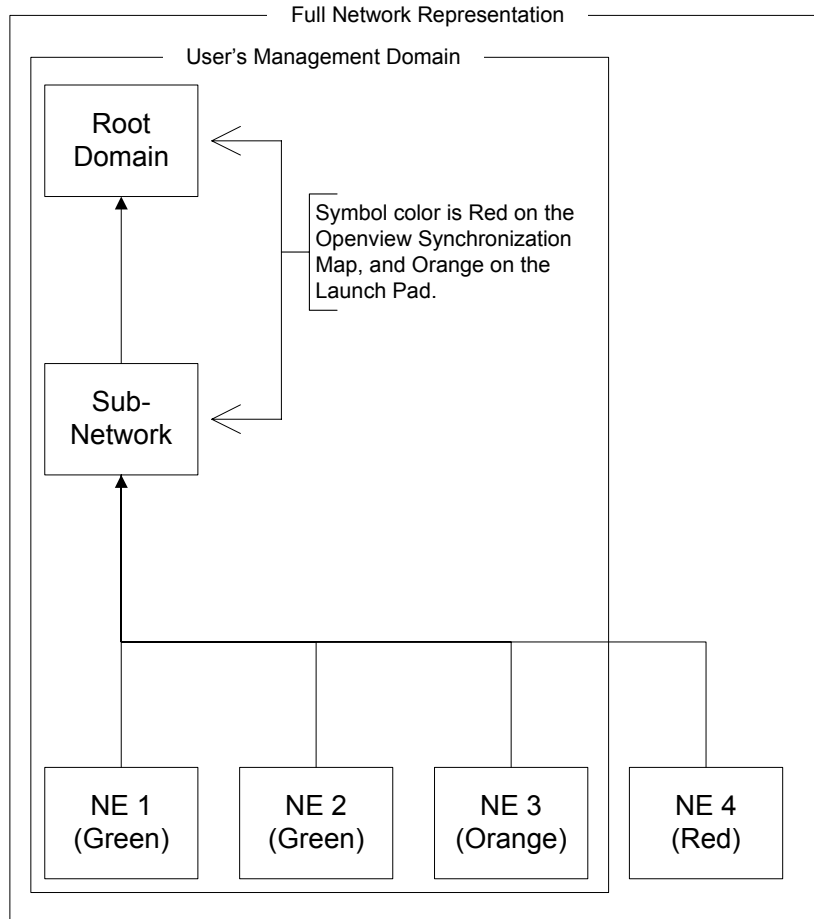 Full Network Representation
User's Management Domain
Root
Domain
Symbol color is Red on the
Openview Synchronization
Map, and Orange on the
Launch Pad.
Sub-
Network
NE 1
(Green)
NE 2
(Green)
NE 3
(Orange)
NE 4
(Red)